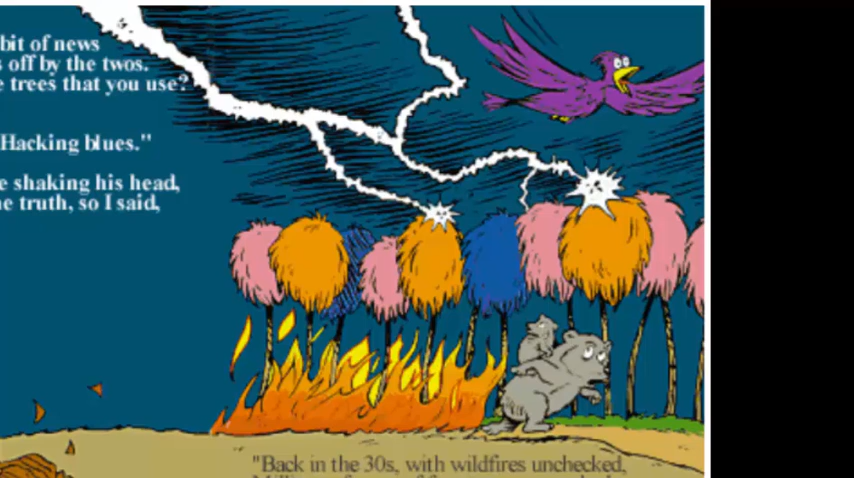 bit of news
off by the twos.
trees that you use?
Hacking blues."
shaking his head,
truth, so I said,
"Back in the 30s, with wildfires unchecked,